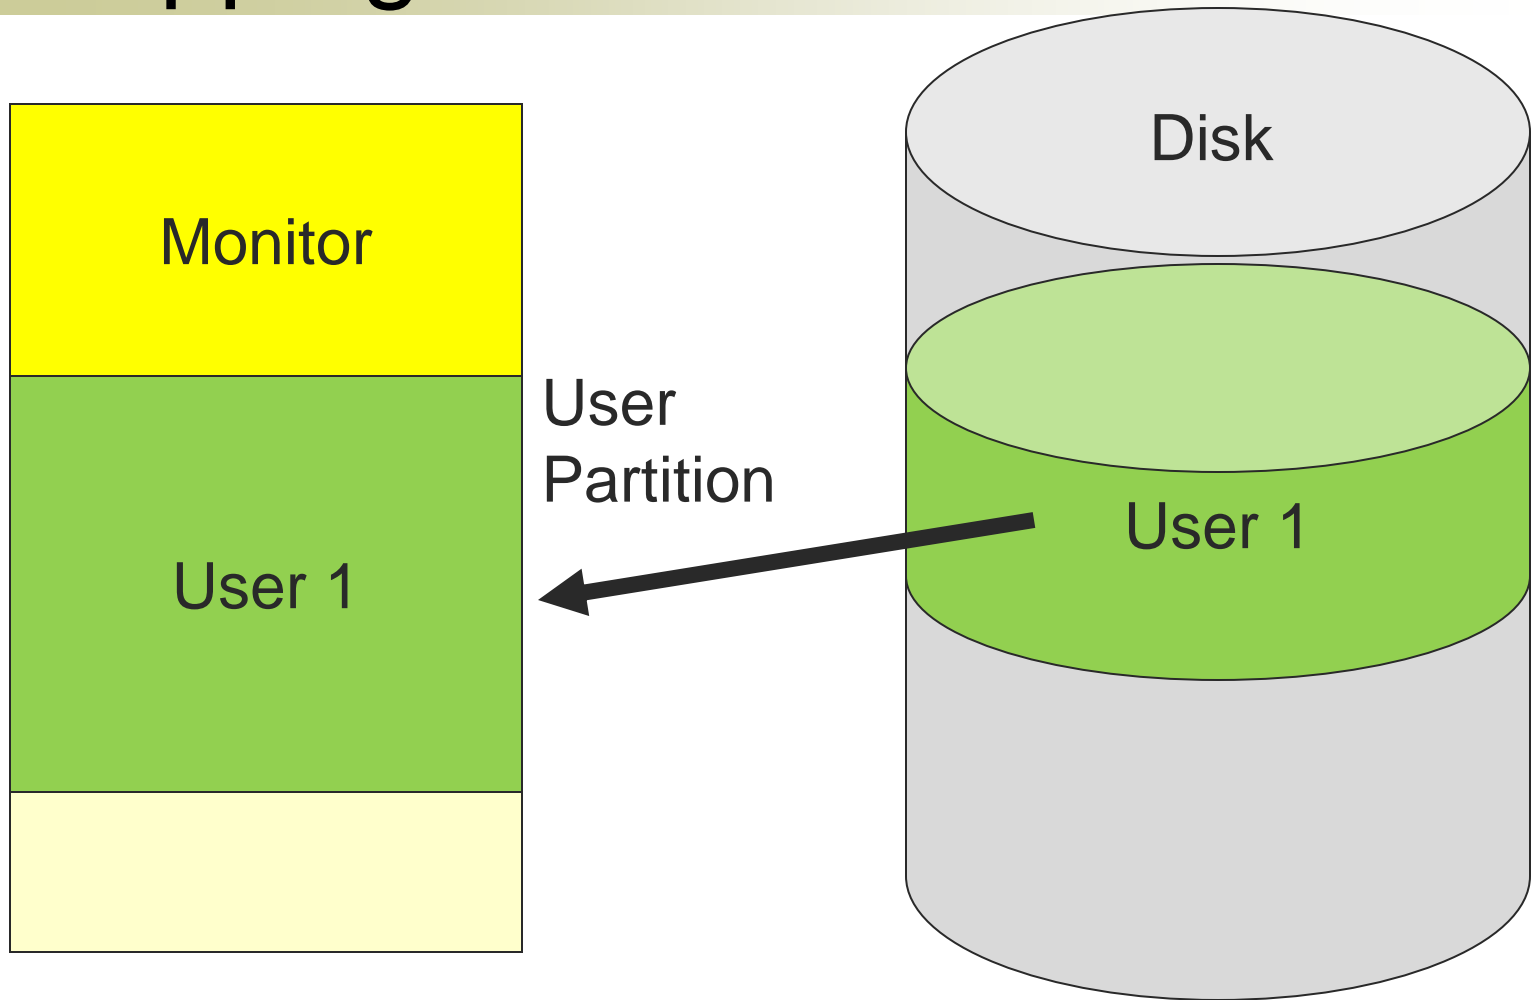 Disk
Monitor
User
Partition
User 1
User 1